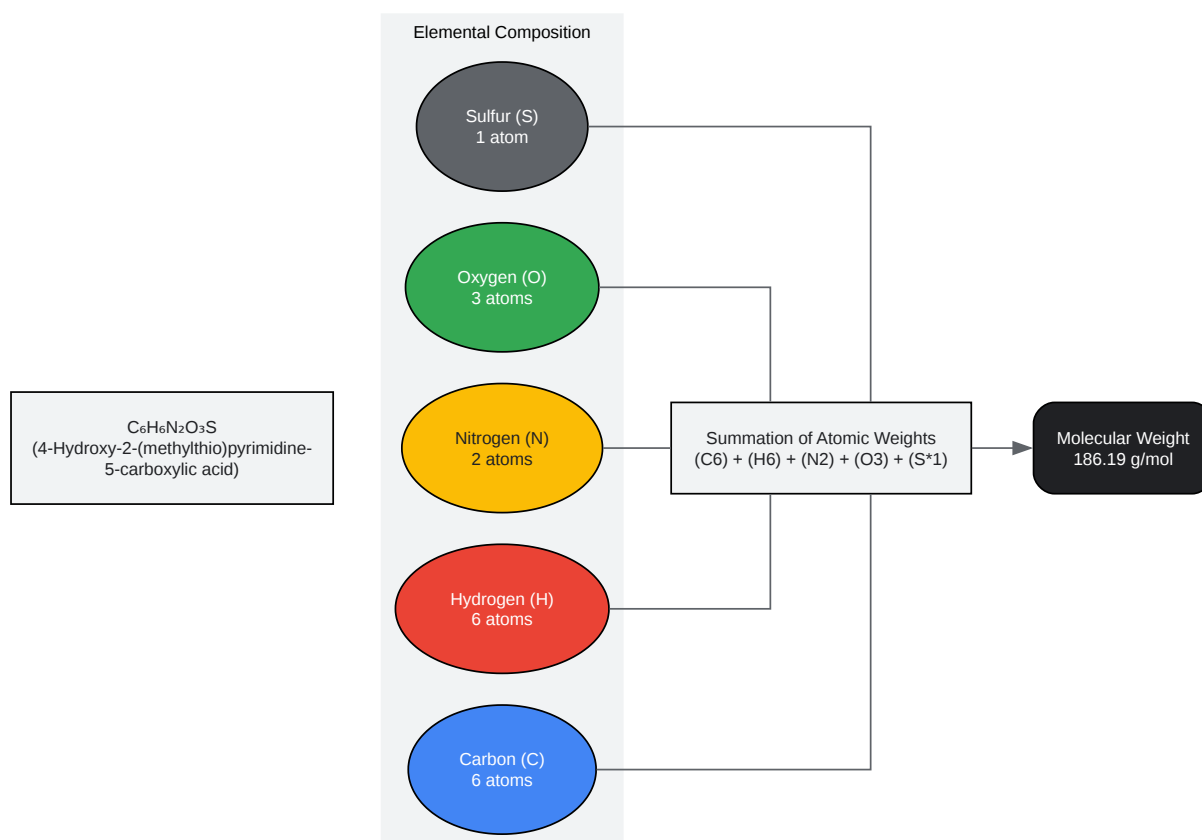 Elemental Composition
Sulfur (S)
1 atom
Oxygen (O)
3 atoms
C₆H₆N₂O₃S
(4-Hydroxy-2-(methylthio)pyrimidine-
5-carboxylic acid)
Nitrogen (N)
2 atoms
Summation of Atomic Weights
(C6) + (H6) + (N2) + (O3) + (S*1)
Molecular Weight
186.19 g/mol
Hydrogen (H)
6 atoms
Carbon (C)
6 atoms